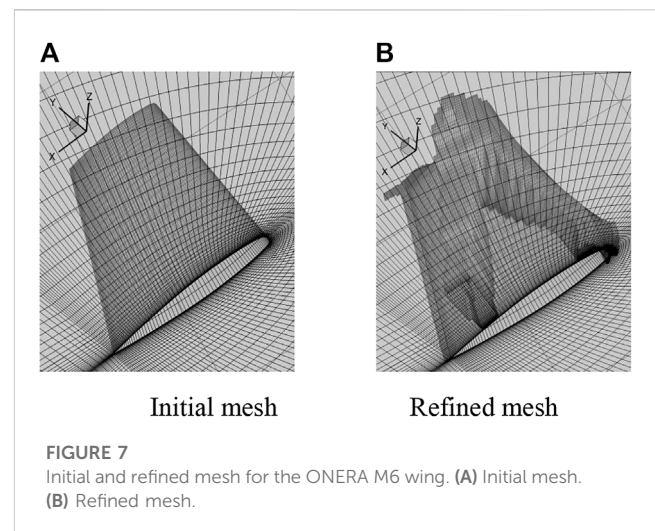 A
B
Y
Z
X
Y
Z
X
Initial mesh
Refined mesh
FIGURE 7
Initial and refined mesh for the ONERA M6 wing. (A) Initial mesh.
(B) Refined mesh.